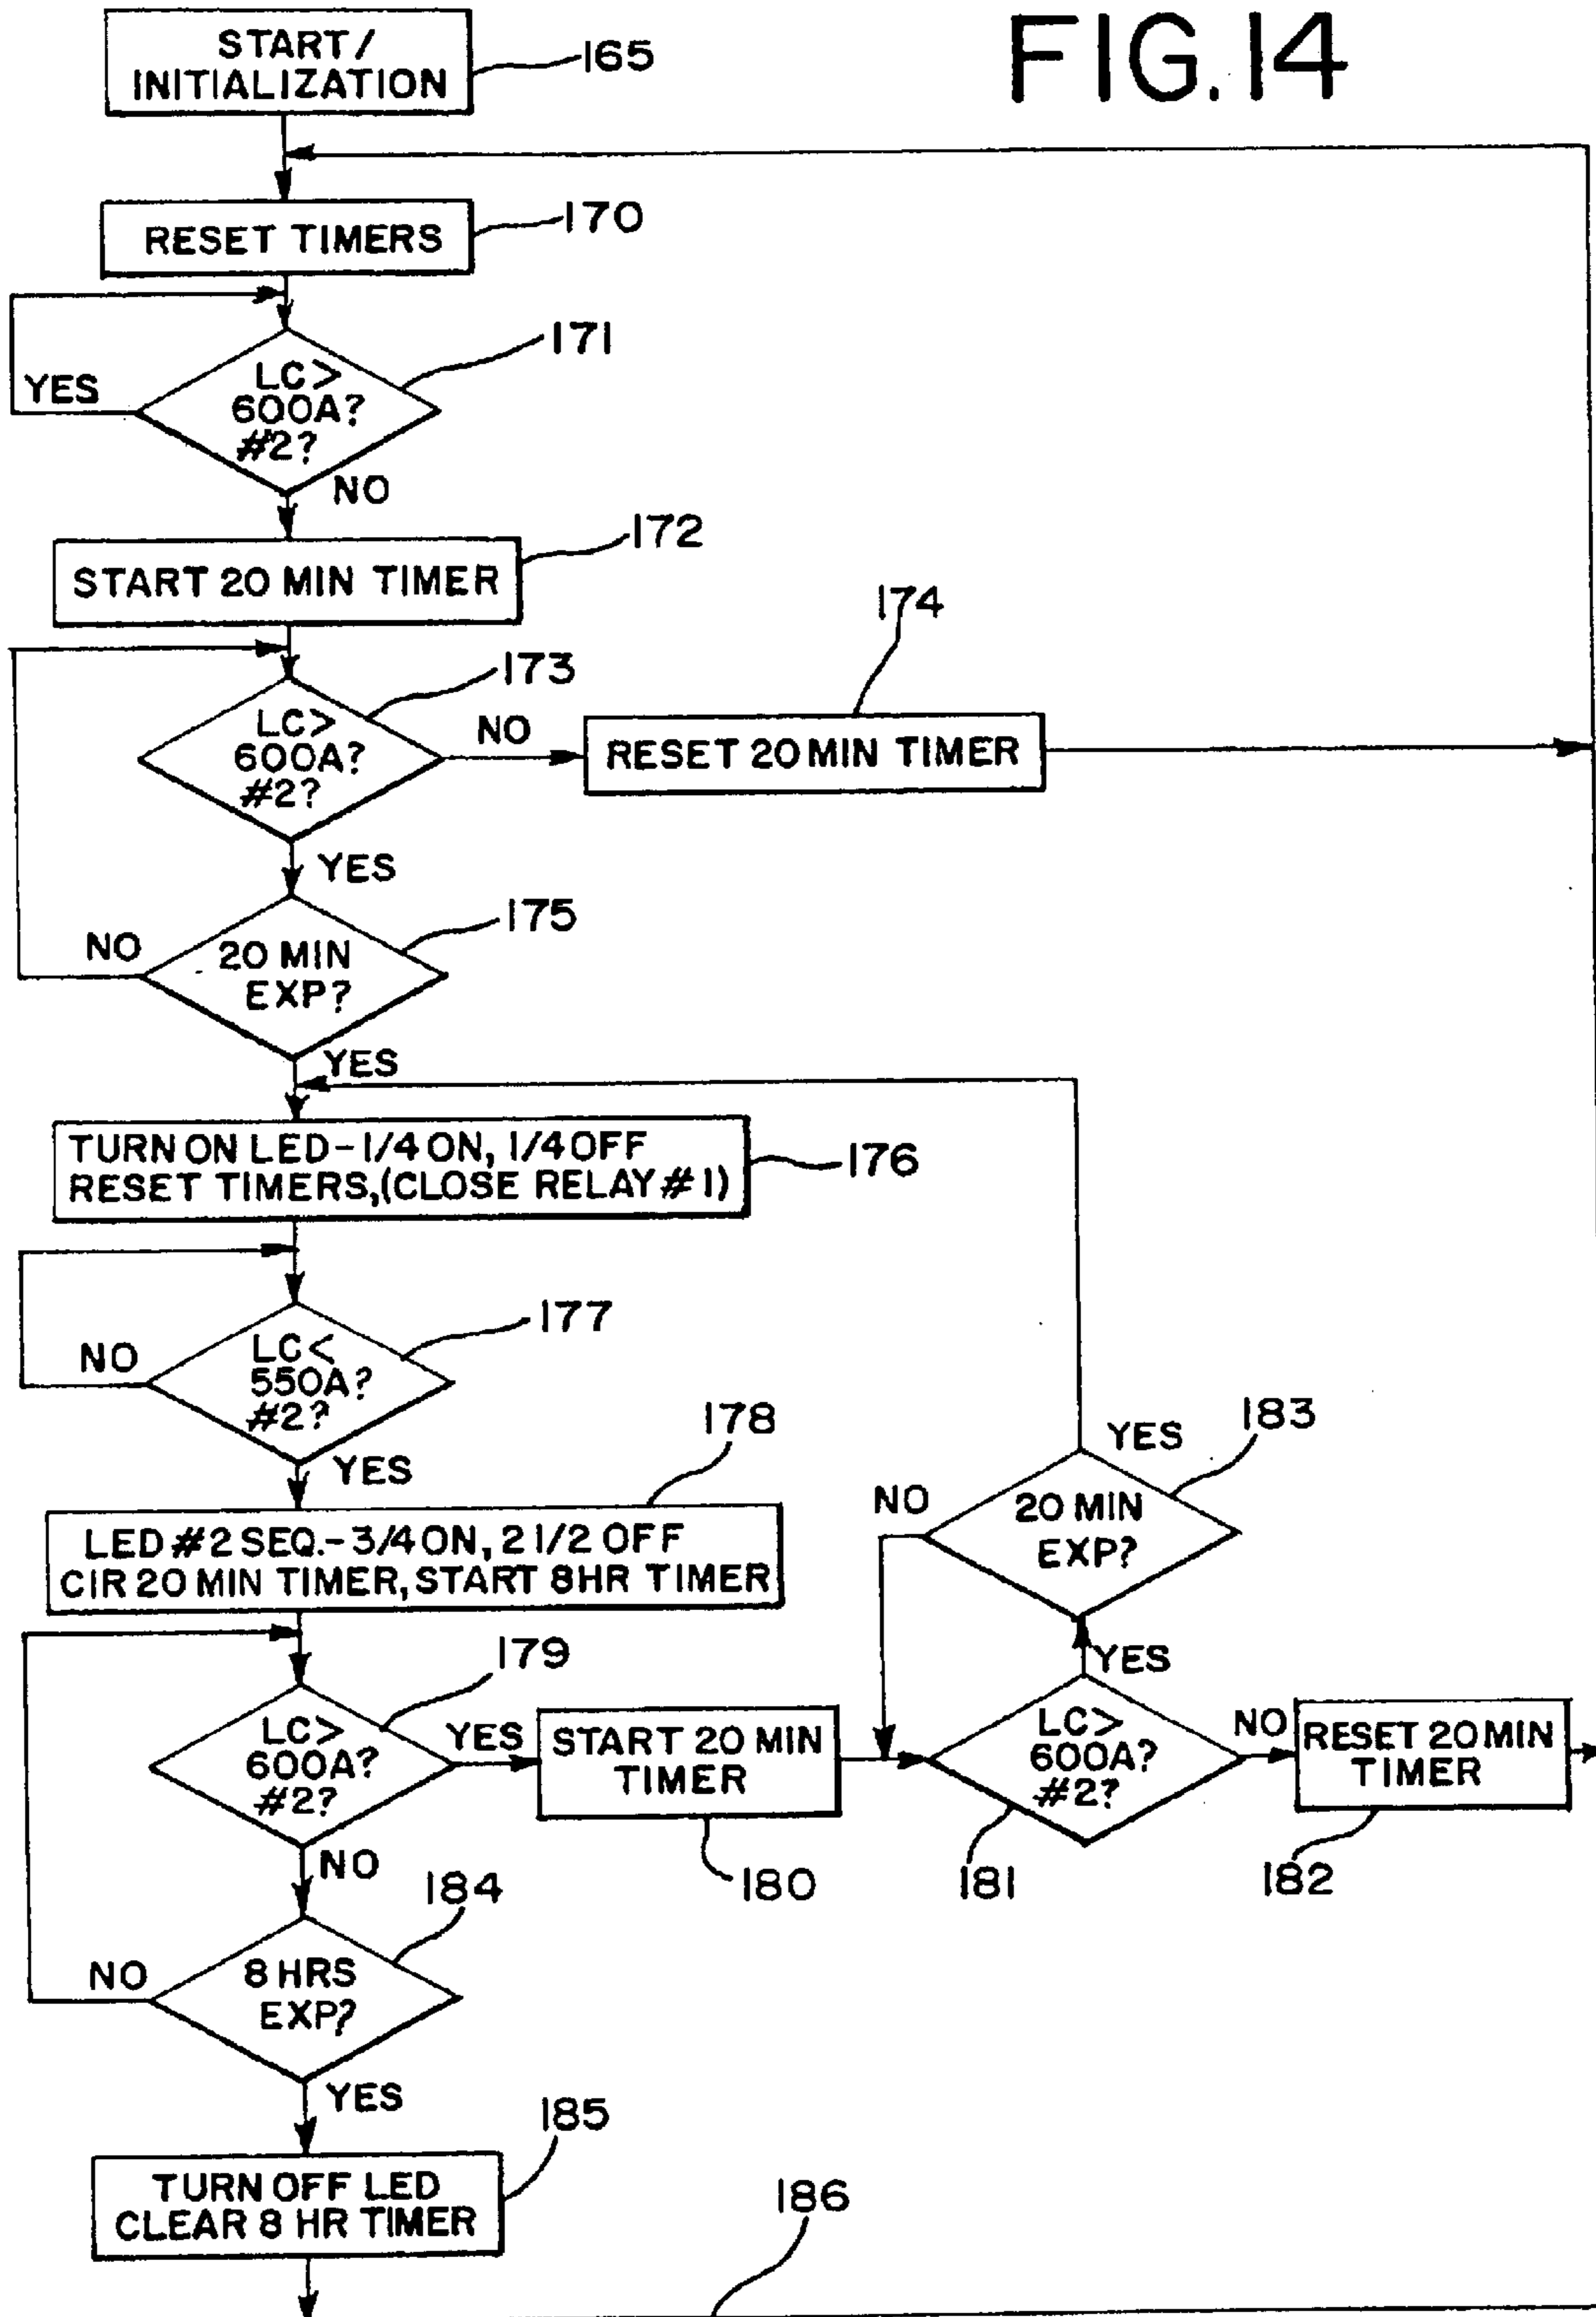 FIG. 14
START/
INITIALIZATION
165
RESET TIMERS
170
LC>
600A?
#2?
171
YES
NO
START 20 MIN TIMER
172
LC>
600A?
#2?
173
NO
RESET 20 MIN TIMER
174
YES
20 MIN
EXP?
175
NO
YES
TURN ON LED-1/4 ON, 1/4 OFF
RESET TIMERS,(CLOSE RELAY #1)
176
LC<
550A?
#2?
177
NO
YES
LED #2 SEQ.-3/4 ON, 2 1/2 OFF
CIR 20 MIN TIMER, START 8HR TIMER
178
LC>
600A?
#2?
179
YES
START 20 MIN
TIMER
180
LC>
600A?
#2?
181
YES
20 MIN
EXP?
183
YES
NO
NO
RESET 20 MIN
TIMER
182
NO
8 HRS
EXP?
184
NO
YES
TURN OFF LED
CLEAR 8 HR TIMER
185
186